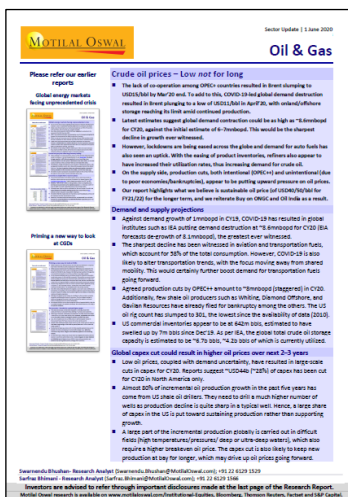 Sector Update | 1 June 2020
MOTILAL OSWAL
Oil & Gas
Please refer our earlier
reports
Global energy markets
facing unprecedented crisis
Priming a new way to look
at CGDs
Crude oil prices – Low not for long
The lack of co-operation among OPEC+ countries resulted in Brent slumping to
USD15/bbl by Mar'20 end. To add to this, COVID-19-led global demand destruction
resulted in Brent plunging to a low of USD11/bbl in April'20, with onland/offshore
storage reaching its limit amid continued production.
Latest estimates suggest global demand contraction could be as high as ~8.6mnbopd
for CY20, against the initial estimate of 6–7mnbopd. This would be the sharpest
decline in growth ever witnessed.
However, lockdowns are being eased across the globe and demand for auto fuels has
also seen an uptick. With the easing of product inventories, refiners also appear to
have increased their utilization rates, thus increasing demand for crude oil.
On the supply side, production cuts, both intentional (OPEC++) and unintentional (due
to poor economies/bankruptcies), appear to be putting upward pressure on oil prices.
Our report highlights what we believe is sustainable oil price (of USD40/50/bbl for
FY21/22) for the longer term, and we reiterate Buy on ONGC and Oil India as a result.
Demand and supply projections
Against demand growth of 1mnbopd in CY19, COVID-19 has resulted in global
institutes such as IEA putting demand destruction at ~8.6mnbopd for CY20 (EIA
forecasts de-growth of 8.1mnbopd), the greatest ever witnessed.
The sharpest decline has been witnessed in aviation and transportation fuels,
which account for 58% of the total consumption. However, COVID-19 is also
likely to alter transportation trends, with the focus moving away from shared
mobility. This would certainly further boost demand for transportation fuels
going forward.
Agreed production cuts by OPEC++ amount to ~8mnbopd (staggered) in CY20.
Additionally, few shale oil producers such as Whiting, Diamond Offshore, and
Gavilan Resources have already filed for bankruptcy among the others. The US
oil rig count has slumped to 301, the lowest since the availability of data (2010).
US commercial inventories appear to be at 642mn bbls, estimated to have
swelled up by 7m bbls since Dec'19. As per IEA, the global total crude oil storage
capacity is estimated to be ~6.7b bbls, ~4.2b bbls of which is currently utilized.
Global capex cut could result in higher oil prices over next 2–3 years
Low oil prices, coupled with demand uncertainty, have resulted in large-scale
cuts in capex for CY20. Reports suggest ~USD44b (~28%) of capex has been cut
for CY20 in North America only.
Almost 80% of incremental oil production growth in the past five years has
come from US shale oil drillers. They need to drill a much higher number of
wells as production decline is quite sharp in a typical well. Hence, a large share
of capex in the US is put toward sustaining production rather than supporting
growth.
A large part of the incremental production globally is carried out in difficult
fields (high temperatures/pressures/ deep or ultra-deep waters), which also
require a higher breakeven oil price. The capex cut is also likely to keep new
production at bay for longer, which may drive up oil prices going forward.
Swarnendu Bhushan- Research Analyst (Swarnendu.Bhushan@MotilalOswal.com); +91 22 6129 1529
Sarfraz Bhimani - Research Analyst (Sarfraz.Bhimani@MotilalOswal.com); +91 22 6129 1566
Investors are advised to refer through important disclosures made at the last page of the Research Report.
Motilal Oswal research is available on www.motilaloswal.com/Institutional-Equities, Bloomberg, Thomson Reuters, Factset and S&P Capital.